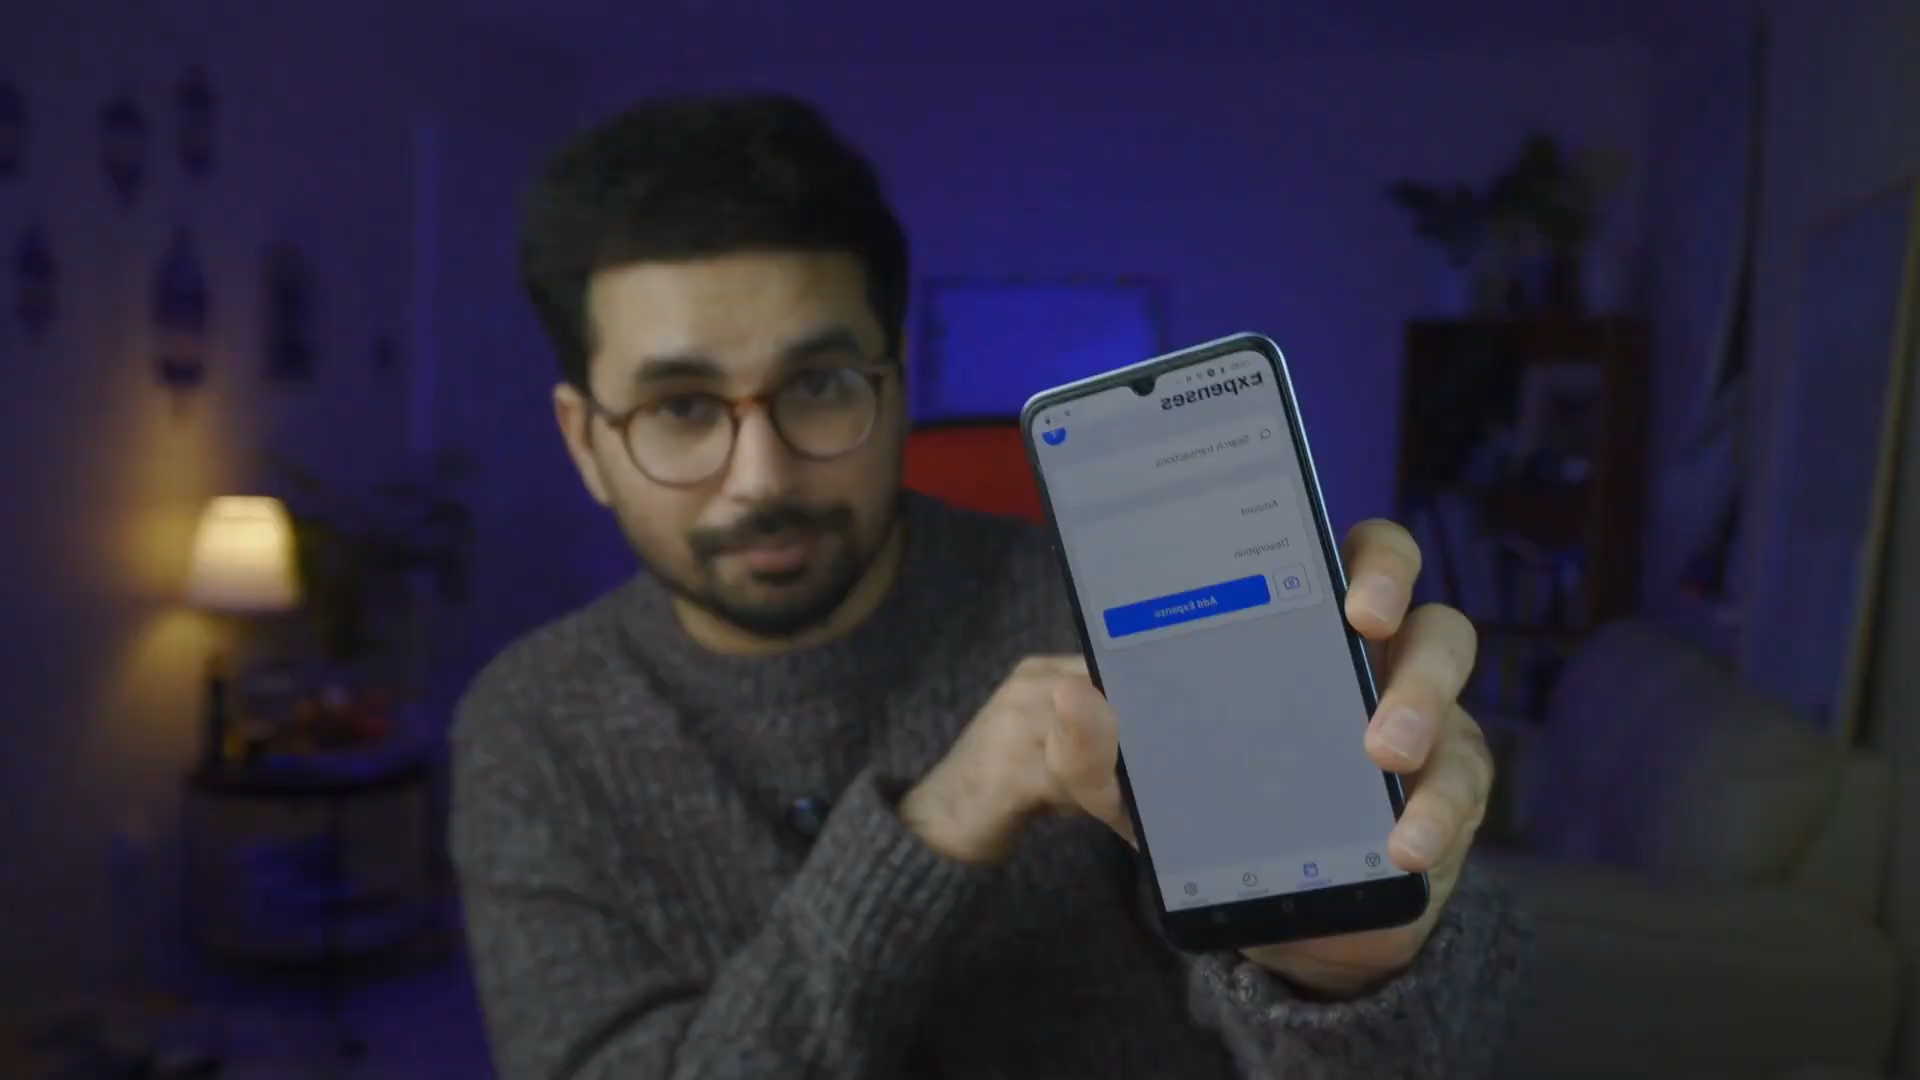 Expenses
Search transactions
Amount
Description
Add Expense